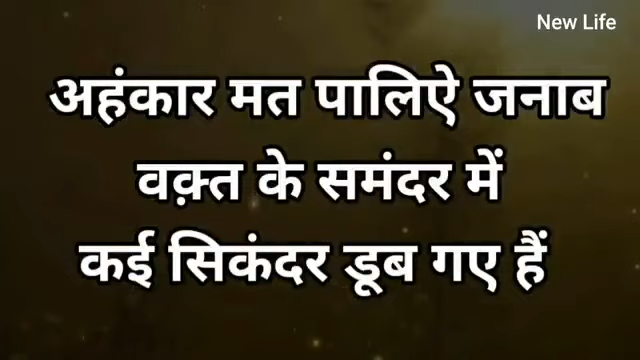 New Life
अहंकार मत पालिऐ जनाब
वक़्त के समंदर में
कई सिकंदर डूब गए हैं